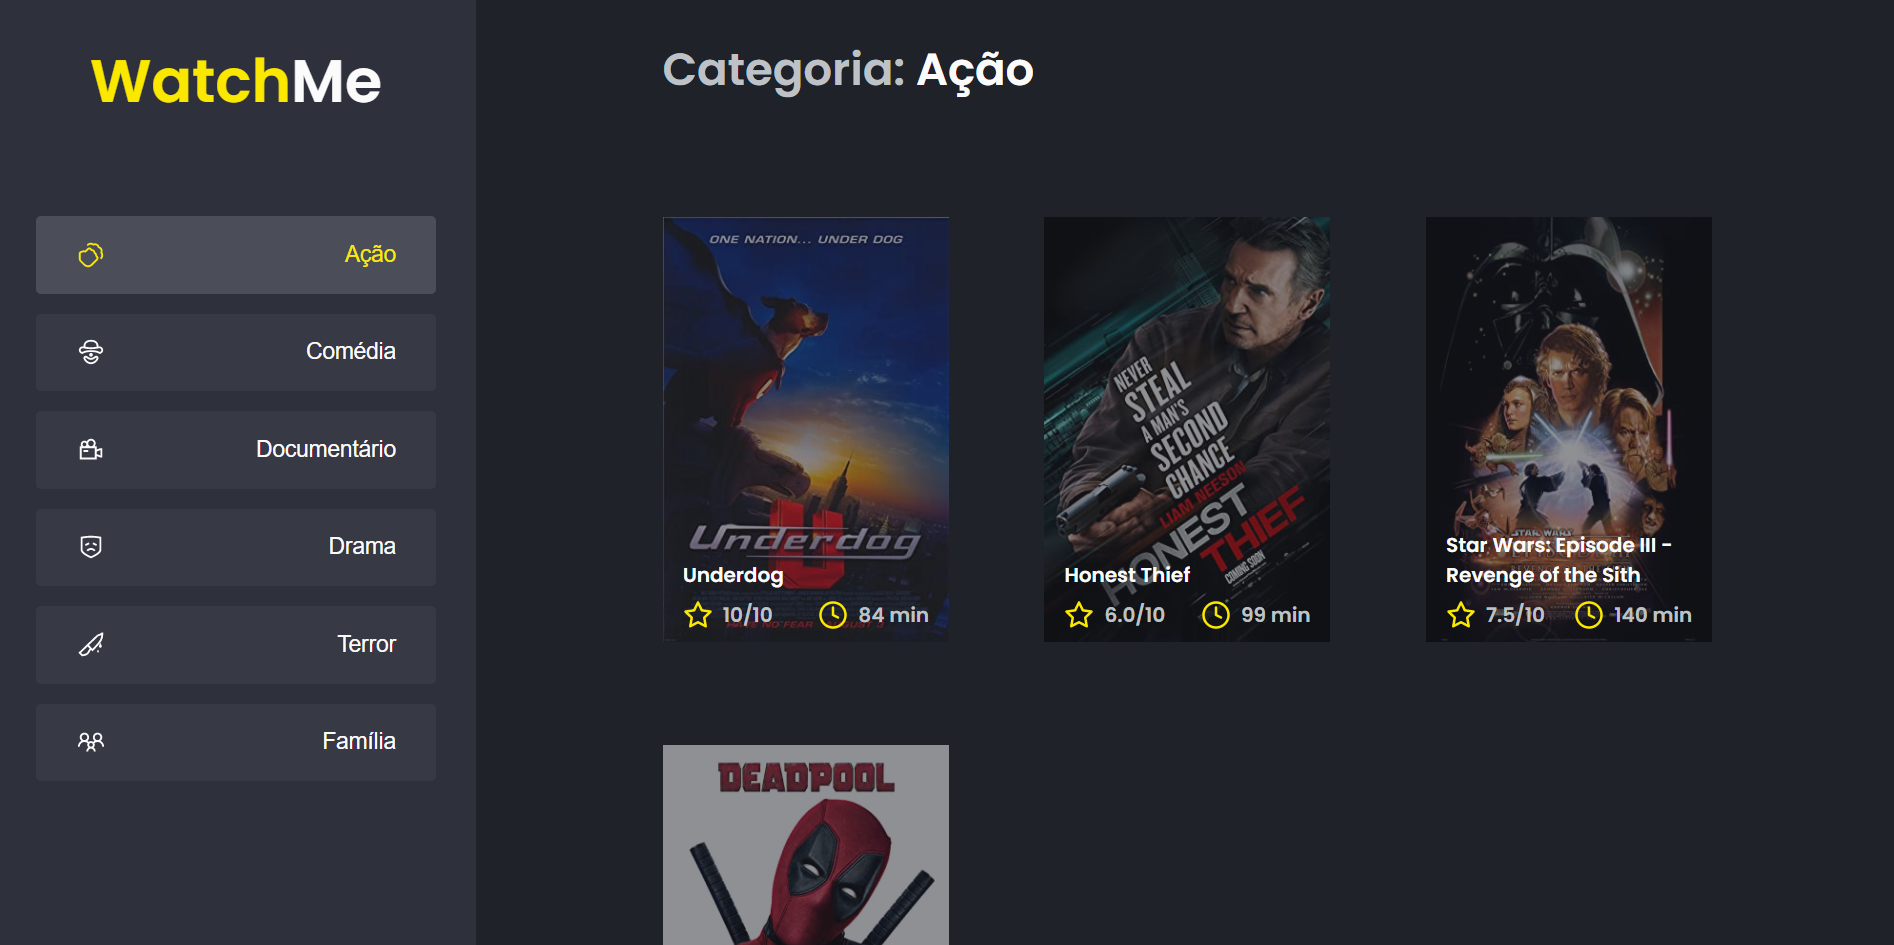 WatchMe
Ação
Comédia
Documentário
Drama
Terror
Família
Categoria: Ação
ONE NATION... UNDER DOG
Underdog
Underdog
10/10 84 min
NEVER
STEAL
A MAN'S
SECOND
CHANCE
LIAM NEESON
HONEST
THIEF
COMING SOON
Honest Thief
6.0/10 99 min
STAR WARS
Star Wars: Episode III -
Revenge of the Sith
7.5/10 140 min
DEADPOOL